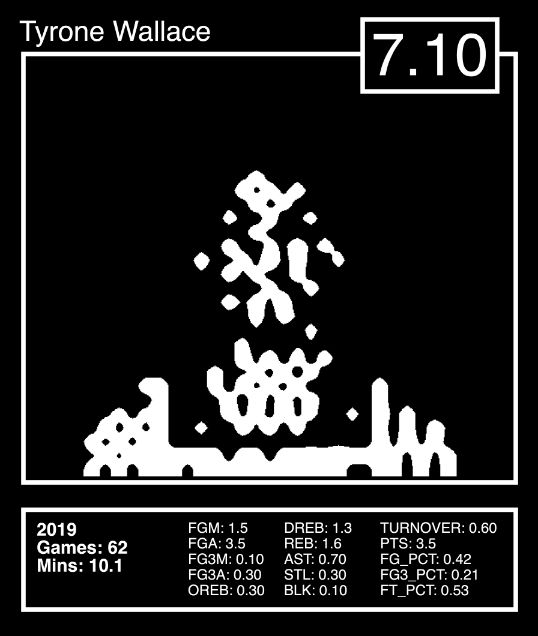 Tyrone Wallace
7.10
2019
Games: 62
Mins: 10.1
FGM: 1.5
FGA: 3.5
FG3M: 0.10
FG3A: 0.30
OREB: 0.30
DREB: 1.3
REB: 1.6
AST: 0.70
STL: 0.30
BLK: 0.10
TURNOVER: 0.60
PTS: 3.5
FG_PCT: 0.42
FG3_PCT: 0.21
FT_PCT: 0.53